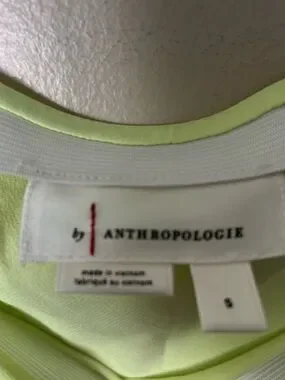 by | ANTHROPOLOGIE
made in vietnam
fabriqué au vietnam
S